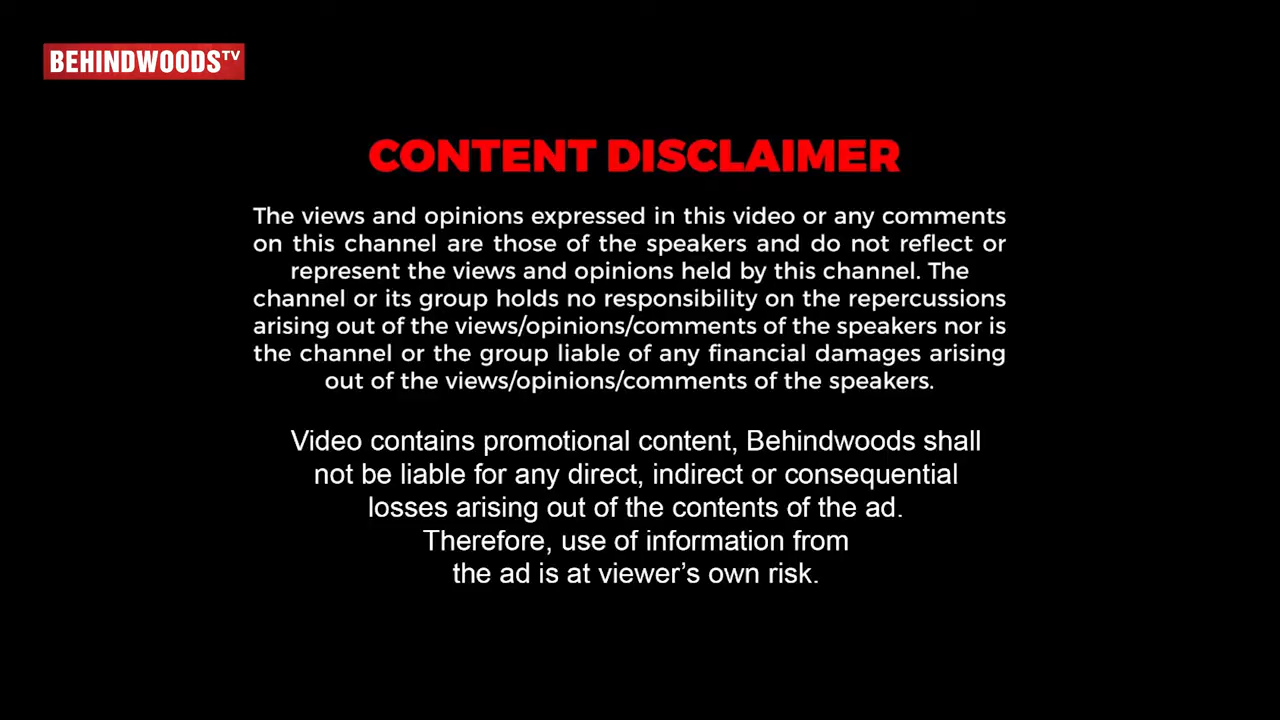 BEHINDWOODS TV
CONTENT DISCLAIMER
The views and opinions expressed in this video or any comments
on this channel are those of the speakers and do not reflect or
represent the views and opinions held by this channel. The
channel or its group holds no responsibility on the repercussions
arising out of the views/opinions/comments of the speakers nor is
the channel or the group liable of any financial damages arising
out of the views/opinions/comments of the speakers.
Video contains promotional content, Behindwoods shall
not be liable for any direct, indirect or consequential
losses arising out of the contents of the ad.
Therefore, use of information from
the ad is at viewer’s own risk.